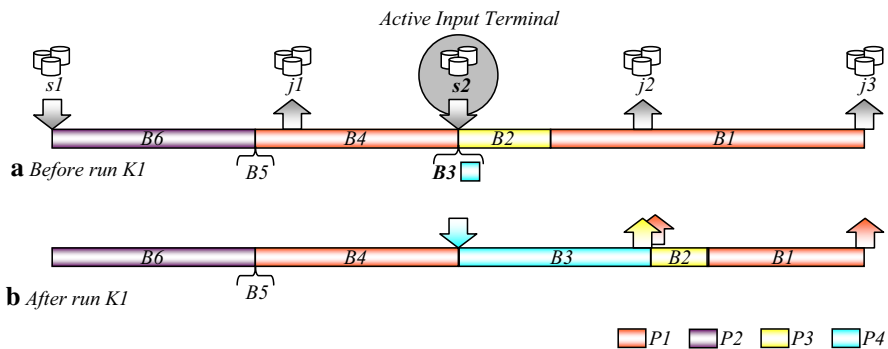 Active Input Terminal
s1 j1 s2 j2 j3
B6 B4 B2 B1
a Before run K1 B5 B3
B6 B4 B3 B2 B1
b After run K1 B5
P1 P2 P3 P4